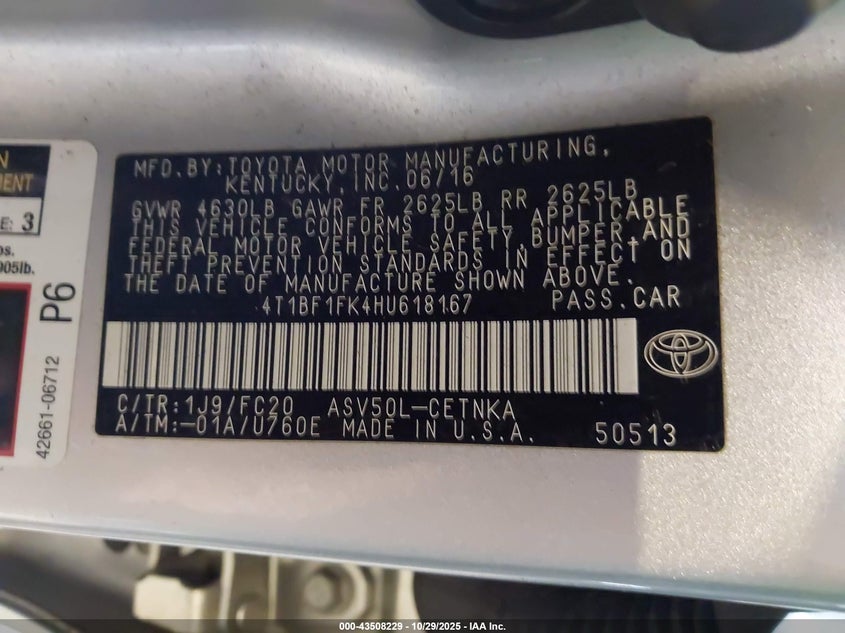 MFD.BY:TOYOTA MOTOR MANUFACTURING,
KENTUCKY,INC.06/16
GVWR 4630LB GAWR FR 2625LB RR 2625LB
THIS VEHICLE CONFORMS TO ALL APPLICABLE
FEDERAL MOTOR VEHICLE SAFETY,BUMPER,AND
THEFT PREVENTION STANDARDS IN EFFECT ON
THE DATE OF MANUFACTURE SHOWN ABOVE.
4T1BF1FK4HU618167 PASS.CAR
C/TR:1J9/FC20 ASV50L-CETNKA
A/TM:-01A/U760E MADE IN U.S.A. 50513
E: 3
905lb.
P6
42661-06712
000-43508229 - 10/29/2025 - IAA Inc.